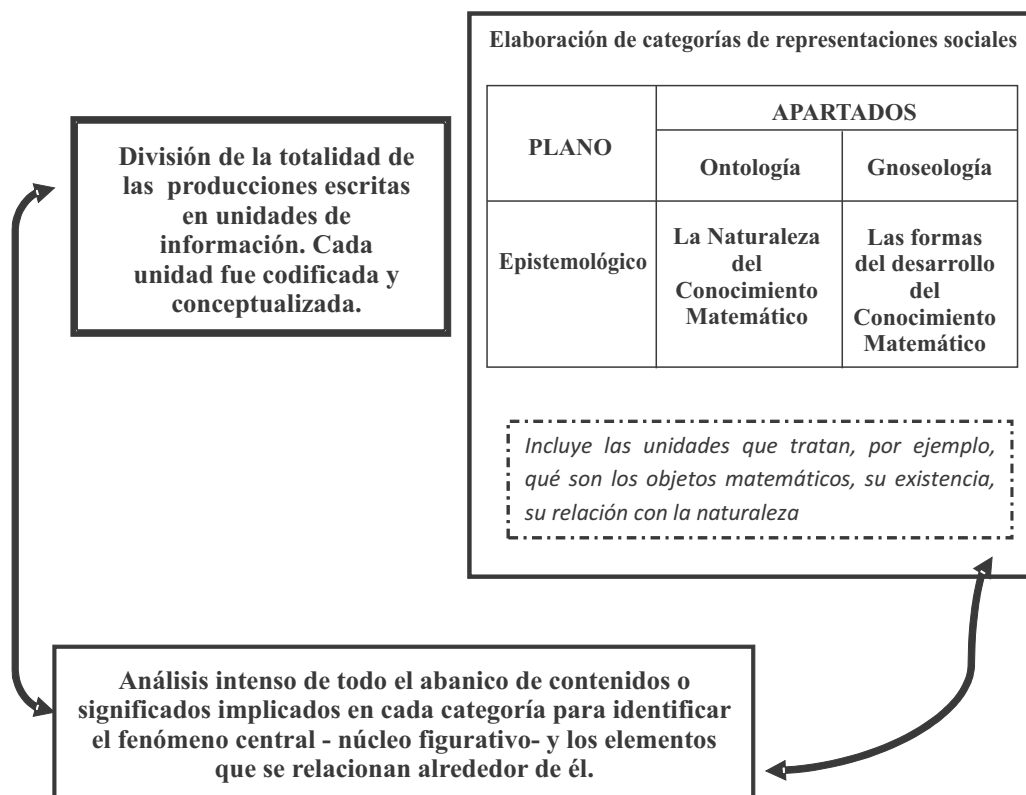 Elaboración de categorías de representaciones sociales
PLANO
APARTADOS
Ontología
Gnoseología
Epistemológico
La Naturaleza
del
Conocimiento
Matemático
Las formas
del desarrollo
del
Conocimiento
Matemático
Incluye las unidades que tratan, por ejemplo,
qué son los objetos matemáticos, su existencia,
su relación con la naturaleza
División de la totalidad de
las producciones escritas
en unidades de
información. Cada
unidad fue codificada y
conceptualizada.
Análisis intenso de todo el abanico de contenidos o
significados implicados en cada categoría para identificar
el fenómeno central - núcleo figurativo- y los elementos
que se relacionan alrededor de él.